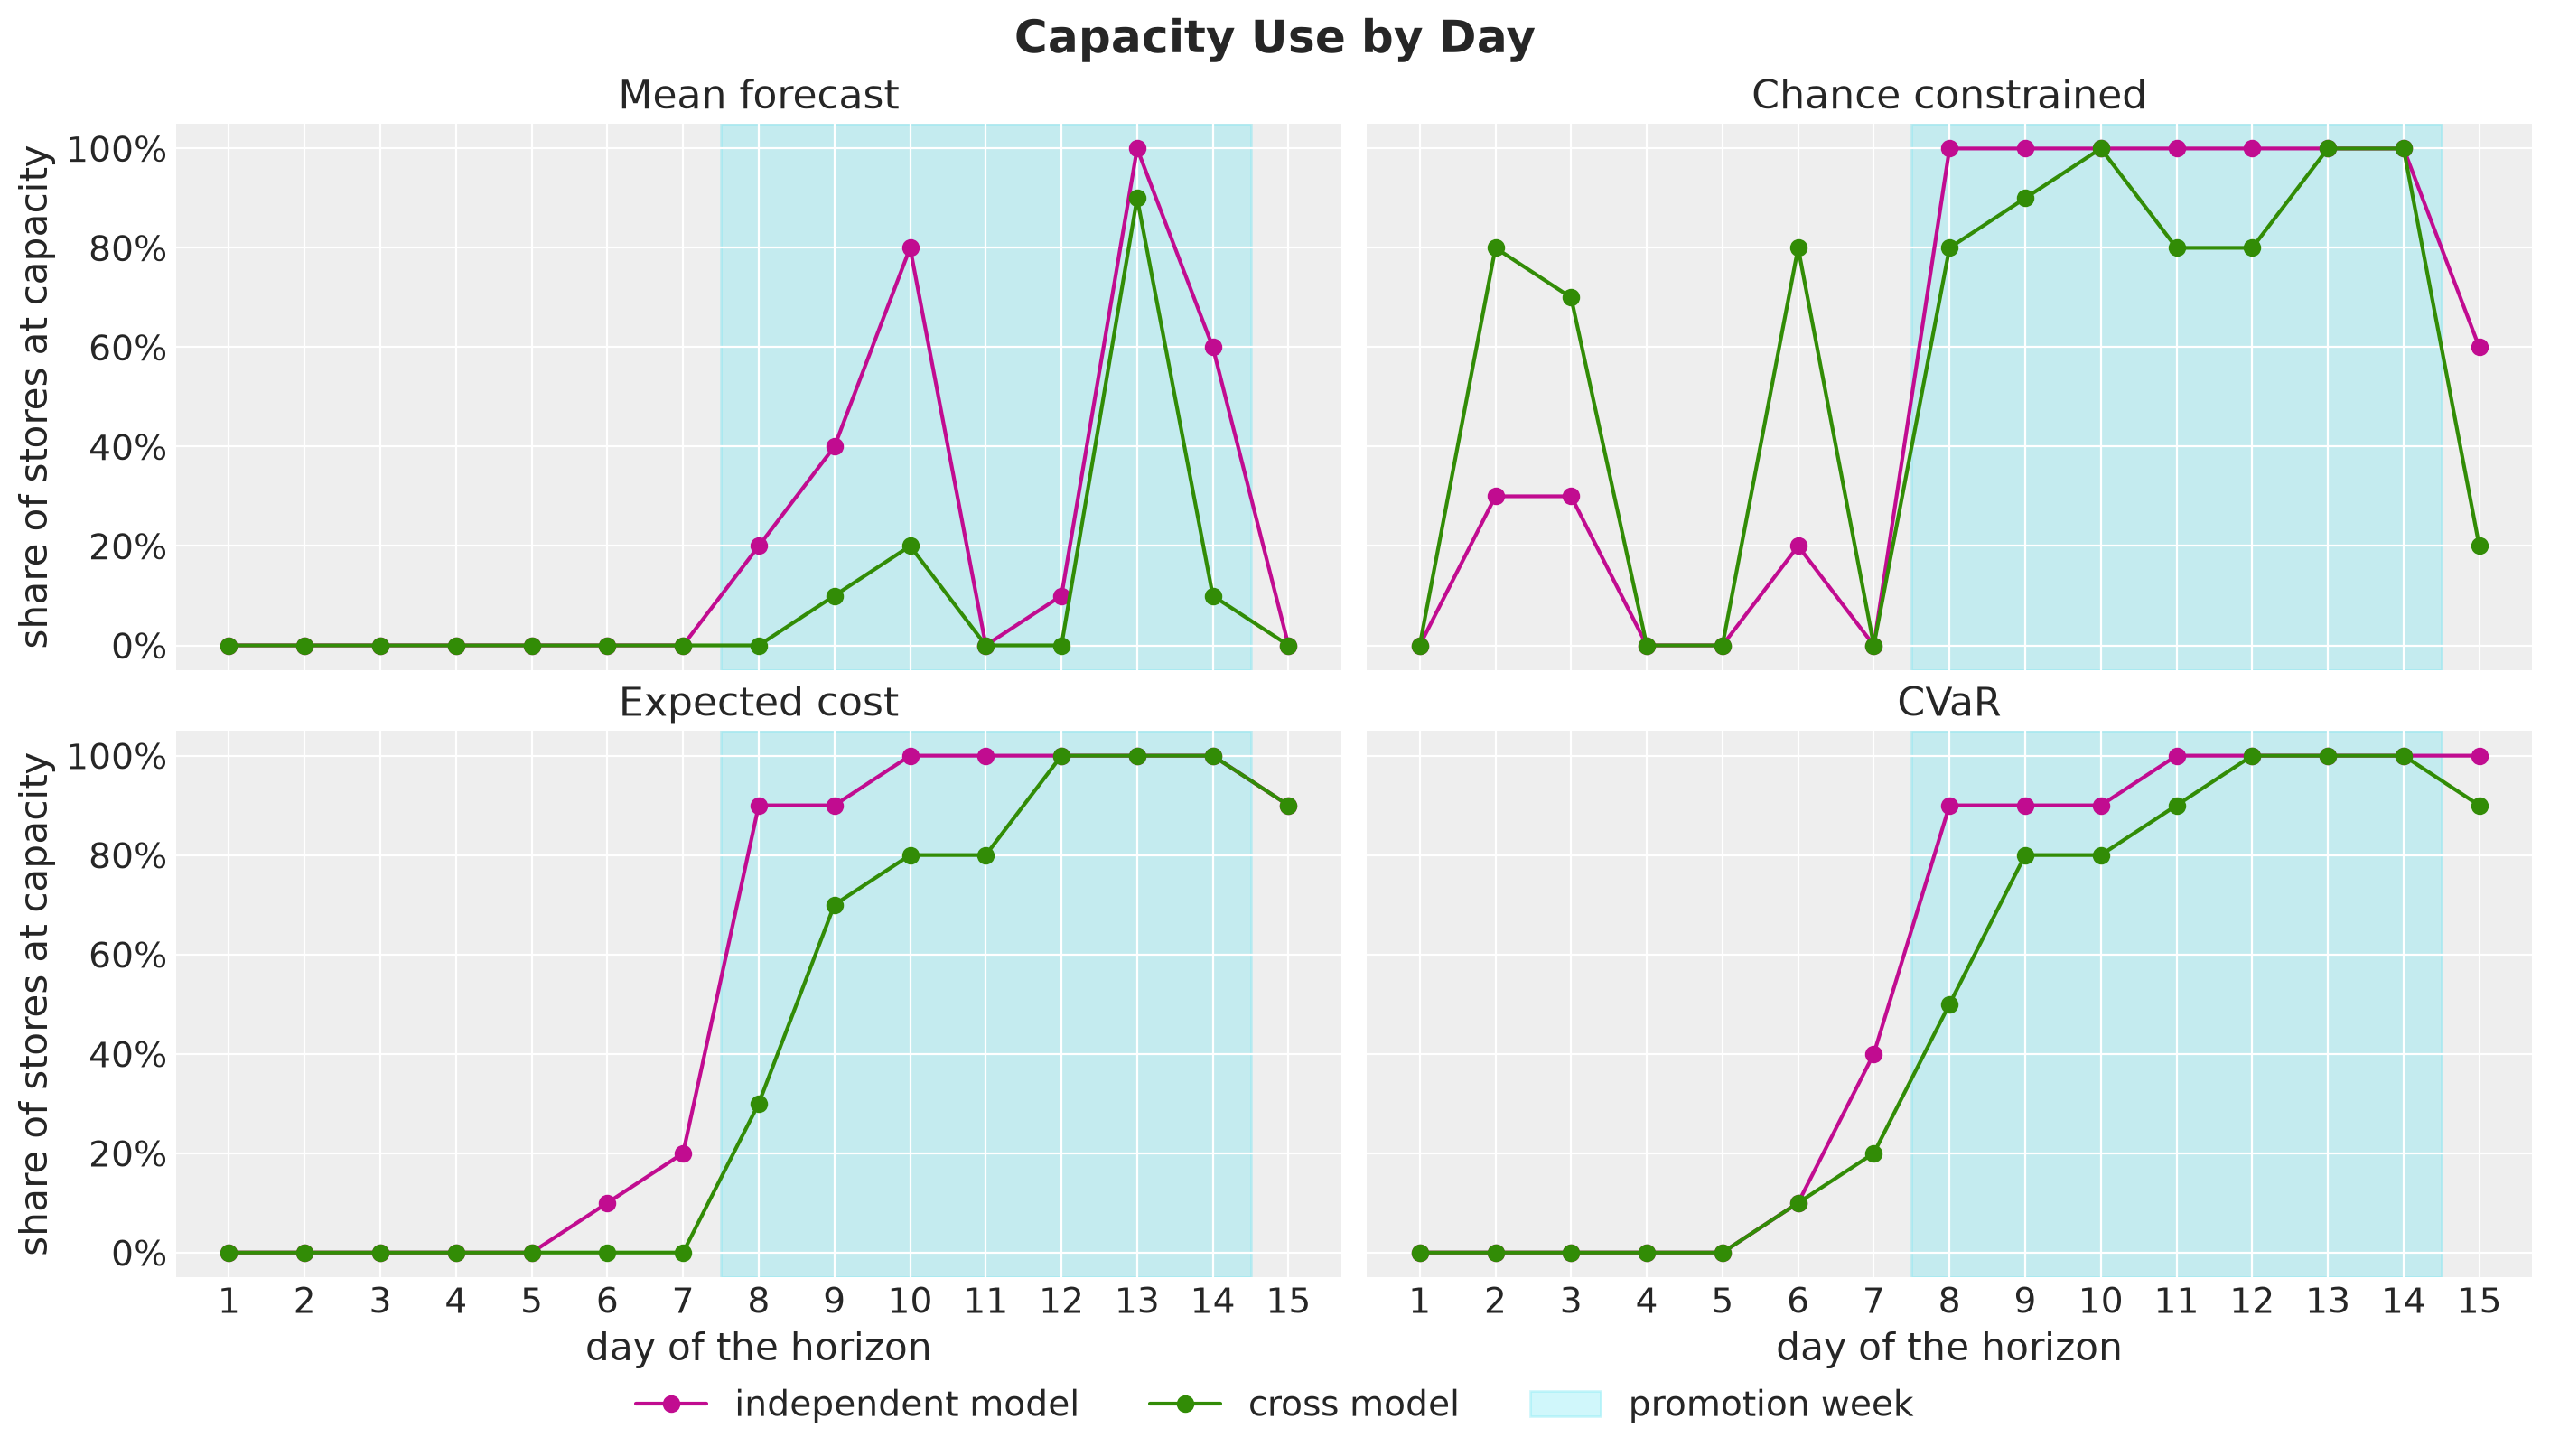 Capacity Use by Day
Mean forecast
Chance constrained
share of stores at capacity
100%
80%
60%
40%
20%
0%
Expected cost
CVaR
share of stores at capacity
100%
80%
60%
40%
20%
0%
1 2 3 4 5 6 7 8 9 10 11 12 13 14 15
1 2 3 4 5 6 7 8 9 10 11 12 13 14 15
day of the horizon
day of the horizon
independent model
cross model
promotion week